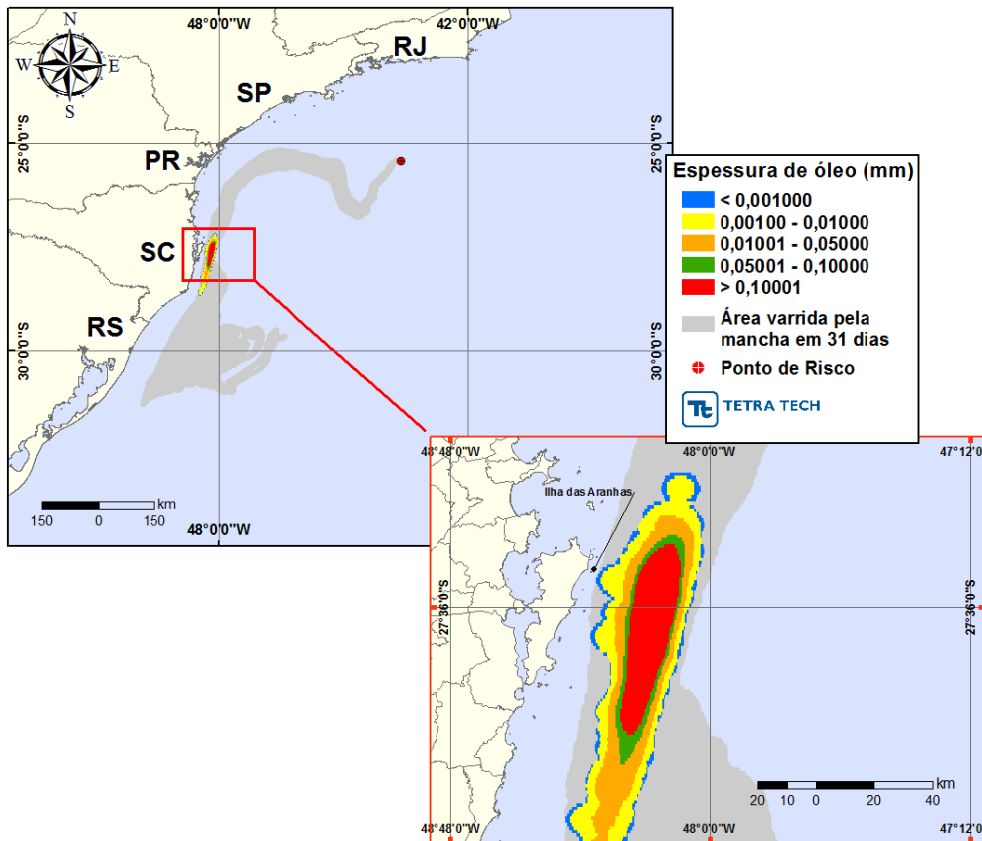 48°0'0"W
42°0'0"W
N
W
E
S
RJ
SP
25°0'0"S
25°0'0"S
PR
SC
RS
30°0'0"S
30°0'0"S
km
150
0
150
48°0'0"W
Espessura de óleo (mm)
< 0,001000
0,00100 - 0,01000
0,01001 - 0,05000
0,05001 - 0,10000
> 0,10001
Área varrida pela
mancha em 31 dias
Ponto de Risco
Tt TETRA TECH
48°48'0"W
48°0'0"W
47°12'0"W
Ilha das Aranhas
27°36'0"S
27°36'0"S
km
20 10 0
20
40
48°48'0"W
48°0'0"W
47°12'0"W